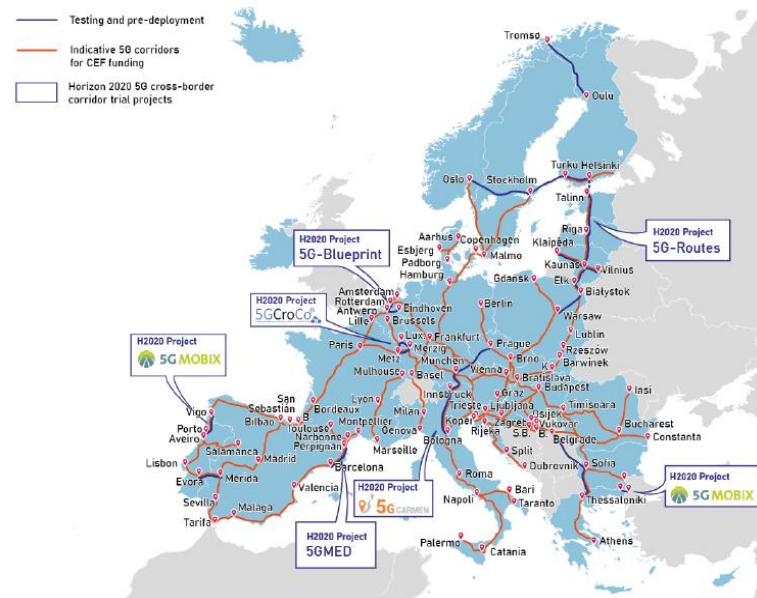 Testing and pre-deployment
Indicative 5G corridors
for CEF funding
Horizon 2020 5G cross-border
corridor trial projects
Tromsø
Oulu
Turku
Helsinki
Oslo
Stockholm
Talinn
Riga
Klaipėda
Kaunas
Vilnius
Ełk
Białystok
H2020 Project
5G-Routes
Aarhus
Copenhagen
Esbjerg
Padborg
Malmo
Hamburg
Gdańsk
H2020 Project
5G-Blueprint
Amsterdam
Rotterdam
Eindhoven
Antwerp
Lille
Brussels
Berlin
Warsaw
H2020 Project
5GCroCo
Lux
Frankfurt
Merzig
Prague
Lublin
Paris
Metz
Munchen
Brno
Rzeszów
Mulhouse
Basel
Vienna
K
Barwinek
Bratislava
H2020 Project
5G MOBIX
Innsbruck
Budapest
Graz
Iasi
San
Sebastián
Bilbao
B
Bordeaux
Lyon
Milan
Trieste
Ljubljana
Timisoara
Vigo
Toulouse
Montpellier
Koper
Zagreb
Osijek
Vukovar
Bucharest
Porto
Aveiro
Narbonne
Perpignan
Genova
Bologna
Rijeka
S.B.
B.
Belgrade
Constanta
Salamanca
Marseille
Split
Lisbon
Madrid
Barcelona
Roma
Dubrovnik
Sofia
Evora
Merida
Valencia
H2020 Project
5G CARMEN
Napoli
Bari
Taranto
Thessaloniki
H2020 Project
5G MOBIX
Sevilla
Malaga
Tarifa
H2020 Project
5GMED
Palermo
Catania
Athens